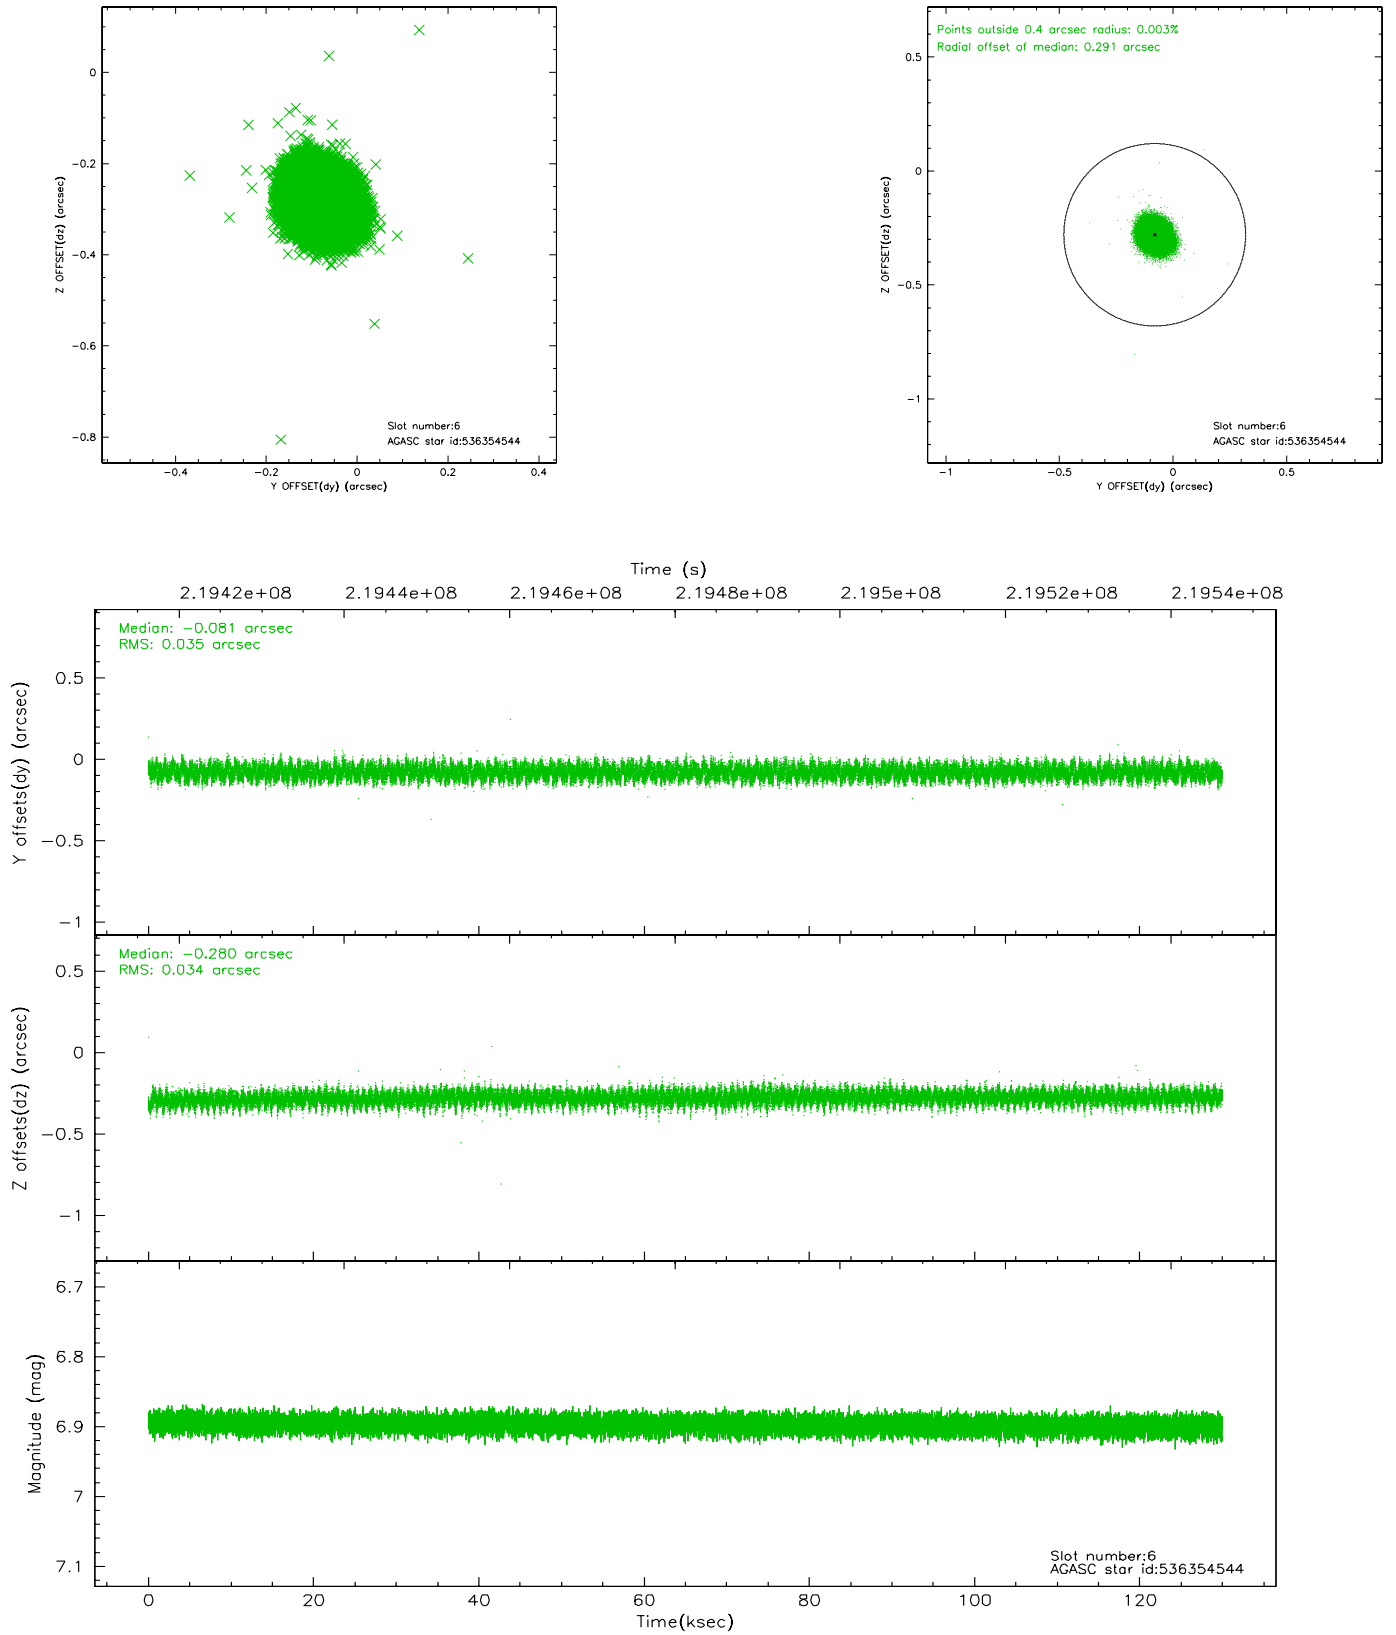 0
−0.2
−0.4
−0.6
−0.8
Z OFFSET(dz) (arcsec)
Slot number:6
AGASC star id:536354544
−0.4 −0.2 0 0.2 0.4
Y OFFSET(dy) (arcsec)
Points outside 0.4 arcsec radius: 0.003%
Radial offset of median: 0.291 arcsec
0.5
0
−0.5
−1
Z OFFSET(dz) (arcsec)
Slot number:6
AGASC star id:536354544
−1 −0.5 0 0.5
Y OFFSET(dy) (arcsec)
Time (s)
2.1942e+08 2.1944e+08 2.1946e+08 2.1948e+08 2.195e+08 2.1952e+08 2.1954e+08
Median: −0.081 arcsec
RMS: 0.035 arcsec
0.5
0
−0.5
−1
Y offsets(dy) (arcsec)
Median: −0.280 arcsec
RMS: 0.034 arcsec
0.5
0
−0.5
−1
Z offsets(dz) (arcsec)
6.7
6.8
6.9
7
7.1
Magnitude (mag)
Slot number:6
AGASC star id:536354544
0 20 40 60 80 100 120
Time(ksec)